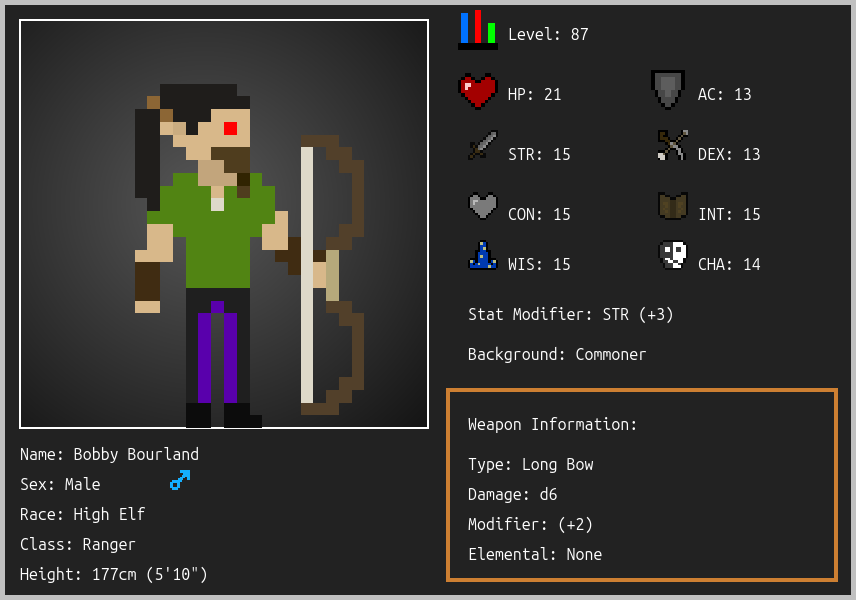 Level: 87
HP: 21
AC: 13
STR: 15
DEX: 13
CON: 15
INT: 15
WIS: 15
CHA: 14
Stat Modifier: STR (+3)
Background: Commoner
Weapon Information:
Type: Long Bow
Damage: d6
Modifier: (+2)
Elemental: None
Name: Bobby Bourland
Sex: Male
Race: High Elf
Class: Ranger
Height: 177cm (5'10")